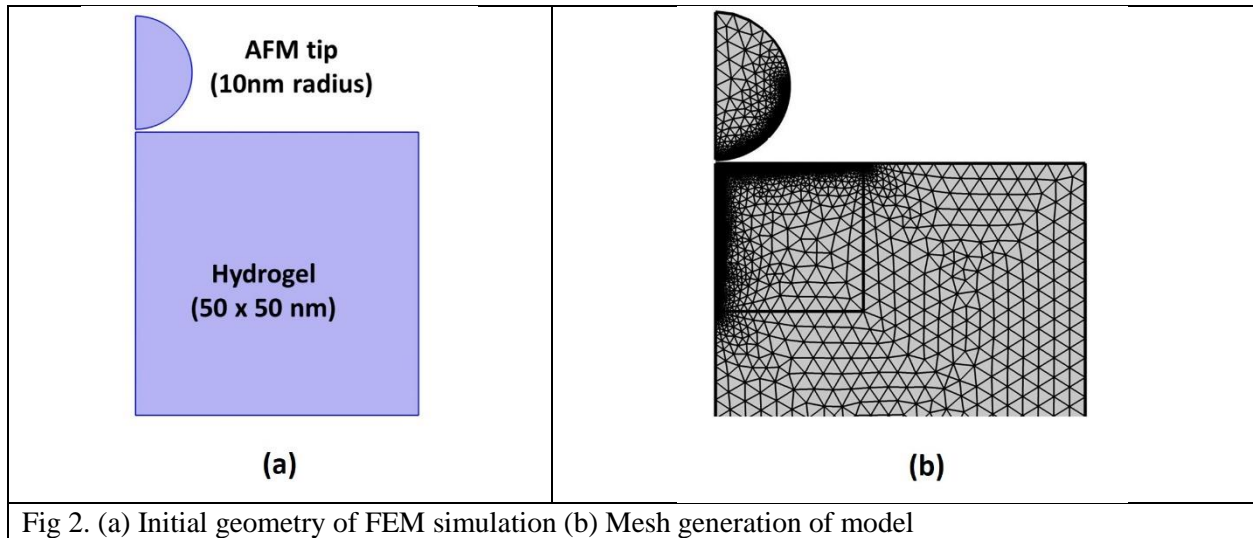 AFM tip
(10nm radius)
Hydrogel
(50 x 50 nm)
(a)
(b)
Fig 2. (a) Initial geometry of FEM simulation (b) Mesh generation of model